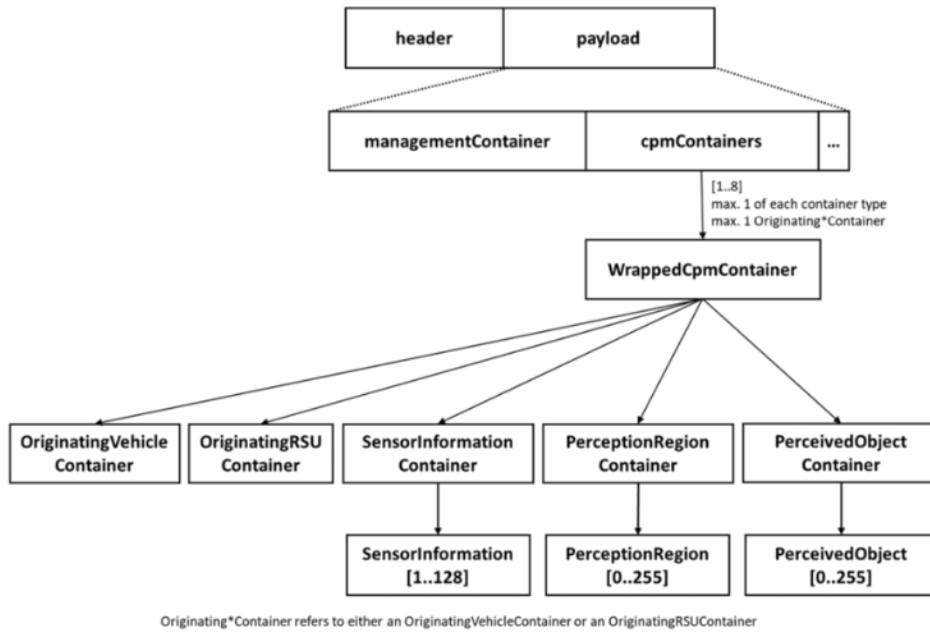 header payload
managementContainer cpmContainers ...
[1..8]
max. 1 of each container type
max. 1 Originating*Container
WrappedCpmContainer
OriginatingVehicle
Container
OriginatingRSU
Container
SensorInformation
Container
PerceptionRegion
Container
PerceivedObject
Container
SensorInformation
[1..128]
PerceptionRegion
[0..255]
PerceivedObject
[0..255]
Originating*Container refers to either an OriginatingVehicleContainer or an OriginatingRSUContainer